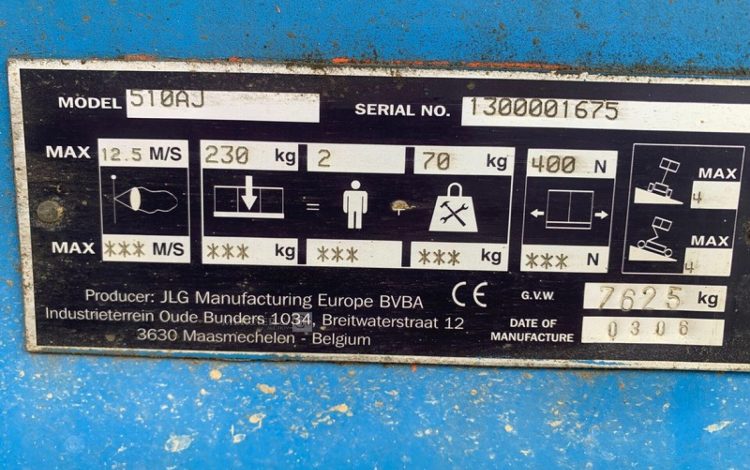 MODEL 510AJ SERIAL NO. 1300001675
MAX 12.5 M/S 230 kg 2 70 kg 400 N MAX 4
= 
MAX *** M/S *** kg *** *** kg *** N MAX 4
Producer: JLG Manufacturing Europe BVBA CE G.V.W. 7625 kg
Industrieterrein Oude Bunders 1034, Breitwaterstraat 12 DATE OF MANUFACTURE 0306
3630 Maasmechelen - Belgium